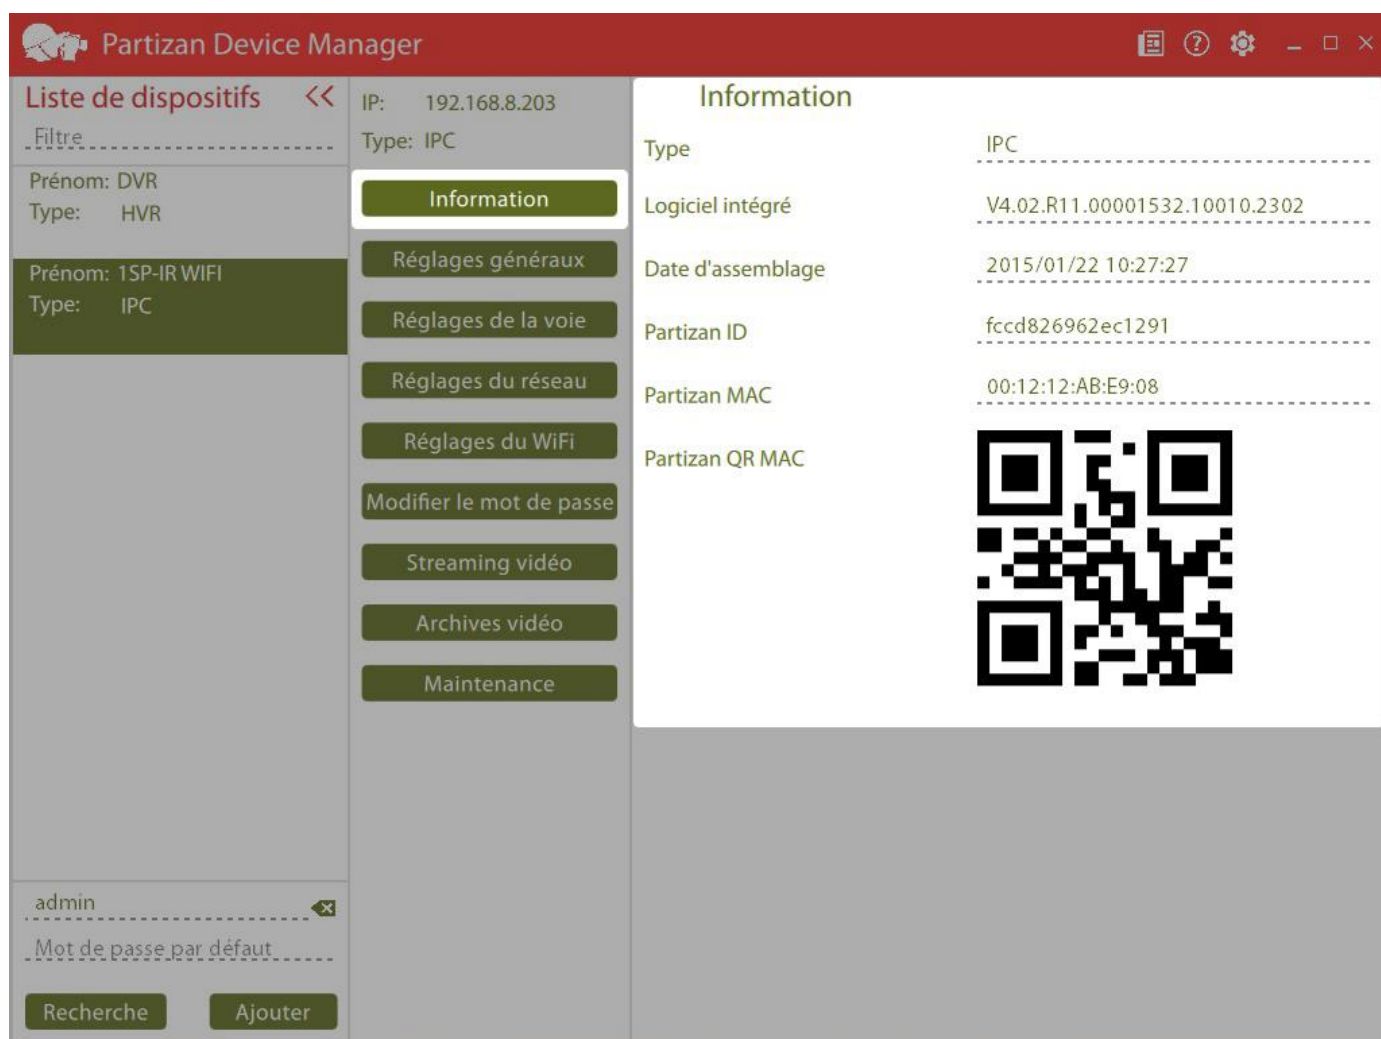 Partizan Device Manager
Liste de dispositifs <<
Filtre
Prénom: DVR
Type: HVR
Prénom: 1SP-IR WIFI
Type: IPC
admin
Mot de passe par défaut
Recherche
Ajouter
IP: 192.168.8.203
Type: IPC
Information
Réglages généraux
Réglages de la voie
Réglages du réseau
Réglages du WiFi
Modifier le mot de passe
Streaming vidéo
Archives vidéo
Maintenance
Information
Type IPC
Logiciel intégré V4.02.R11.00001532.10010.2302
Date d'assemblage 2015/01/22 10:27:27
Partizan ID fccd826962ec1291
Partizan MAC 00:12:12:AB:E9:08
Partizan QR MAC